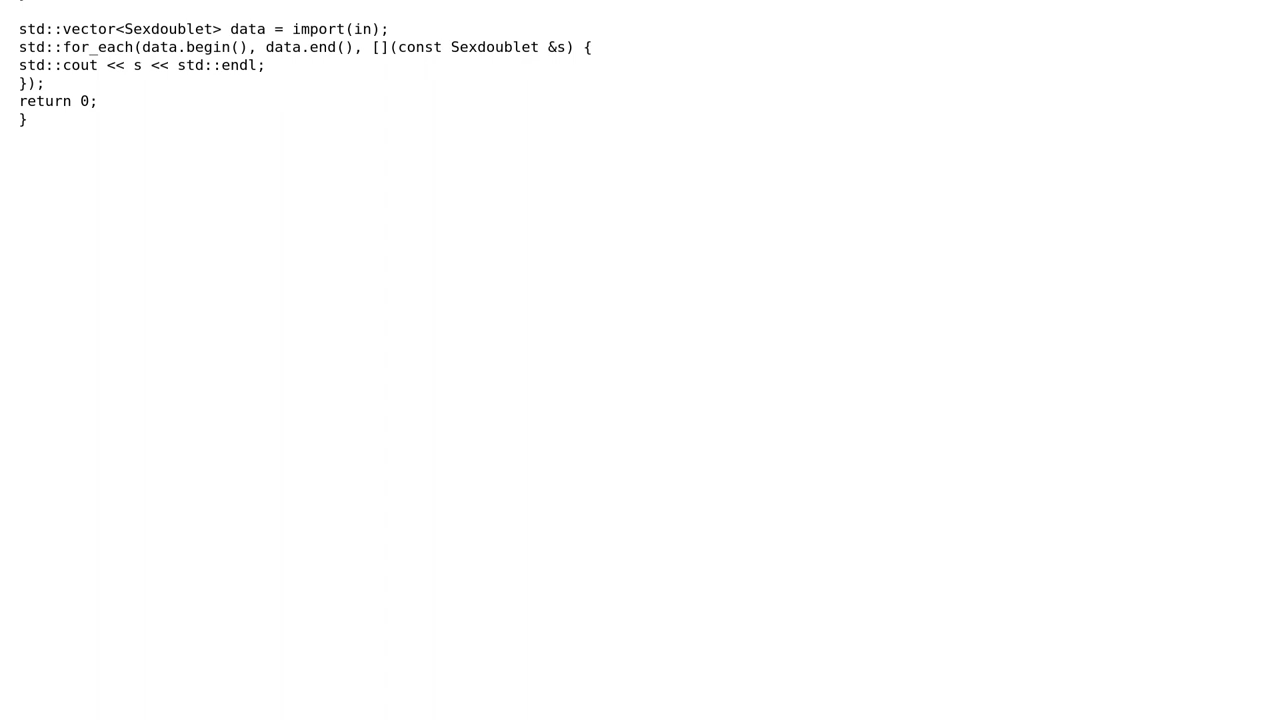 std::vector<Sexdoublet> data = import(in);
std::for_each(data.begin(), data.end(), [](const Sexdoublet &s) {
std::cout << s << std::endl;
});
return 0;
}